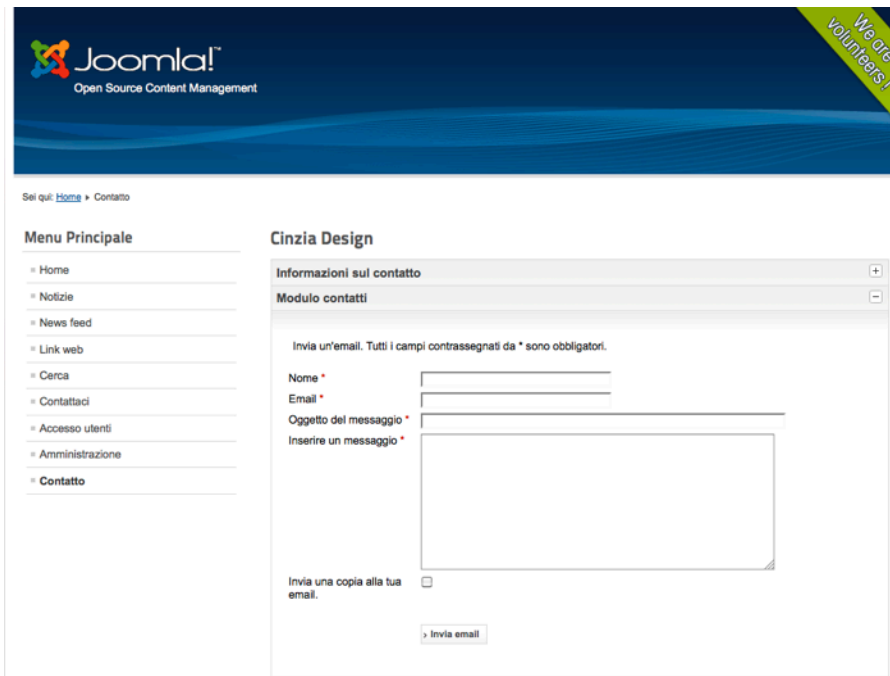 We are
volunteers!
Joomla!™
Open Source Content Management
Sei qui: Home Contatto
Menu Principale
Home
Notizie
News feed
Link web
Cerca
Contattaci
Accesso utenti
Amministrazione
Contatto
Cinzia Design
Informazioni sul contatto
Modulo contatti
Invia un'email. Tutti i campi contrassegnati da * sono obbligatori.
Nome *
Email *
Oggetto del messaggio *
Inserire un messaggio *
Invia una copia alla tua
email.
Invia email